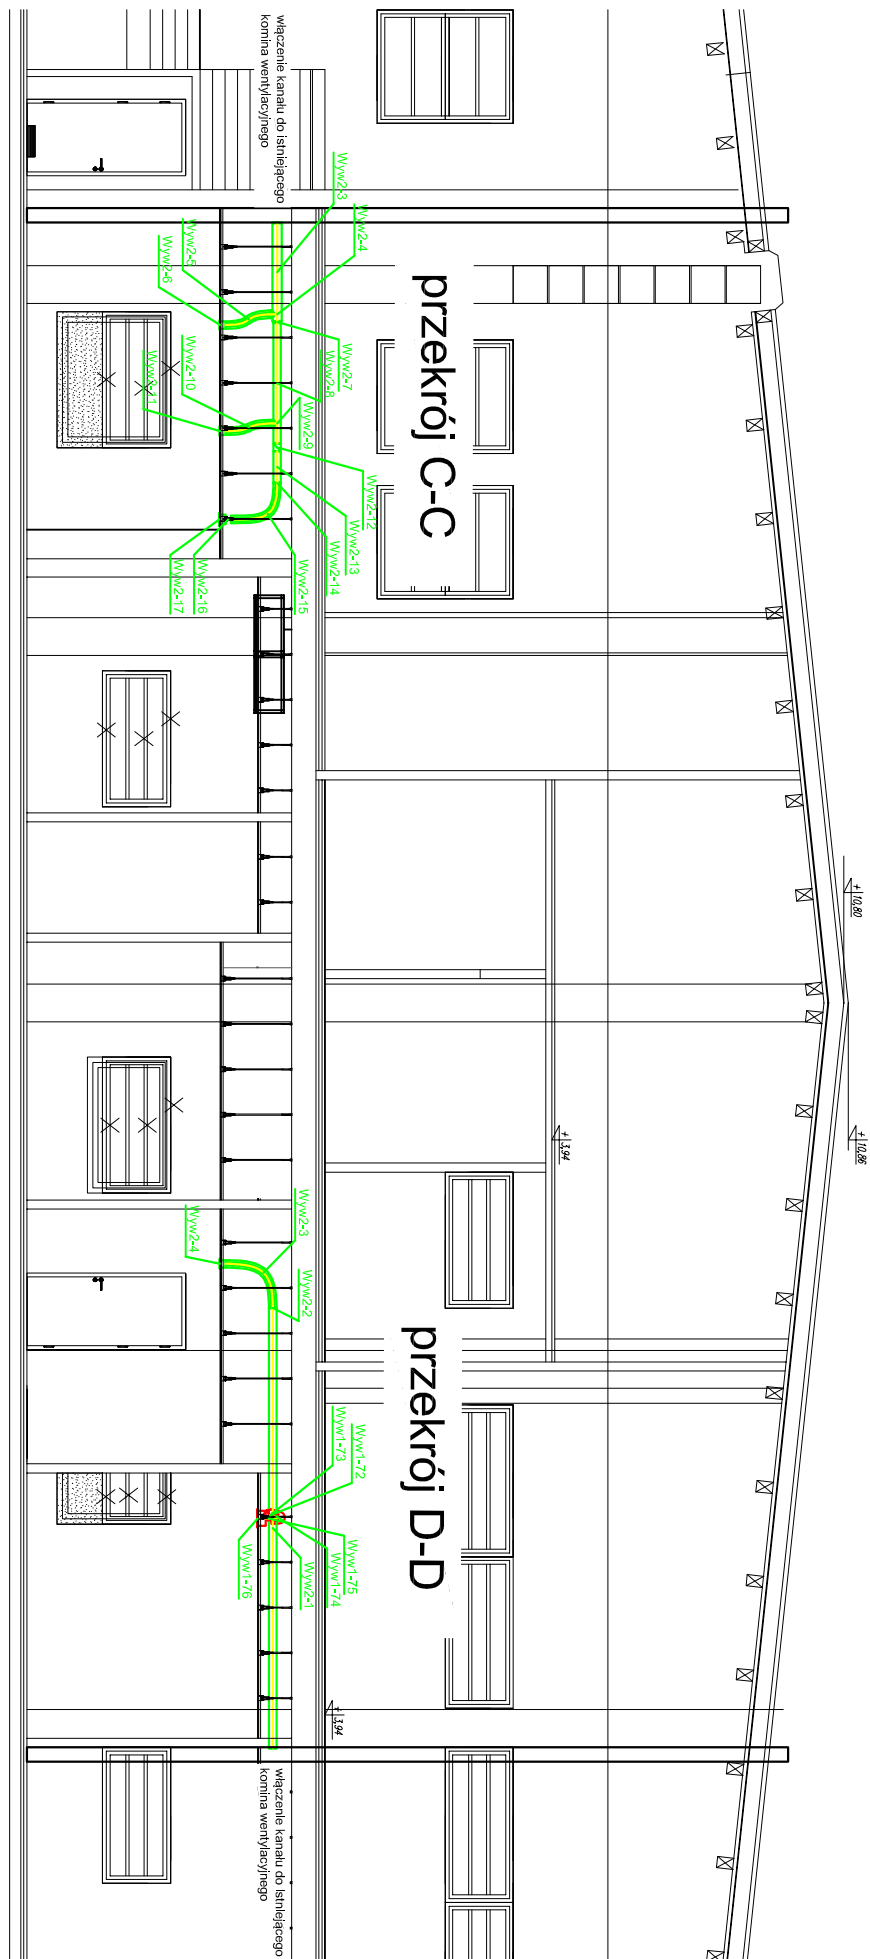 włączenie kanału do istniejącego
komina wentylacyjnego
Wyw2-3
Wyw2-4
Wyw2-5
Wyw2-6
przekrój C-C
Wyw2-7
Wyw2-8
Wyw2-9
Wyw2-10
Wyw2-11
Wyw2-12
Wyw2-13
Wyw2-14
Wyw2-15
Wyw2-16
Wyw2-17
+10,80
+10,86
+3,94
Wyw2-3
Wyw2-2
Wyw2-4
przekrój D-D
Wyw1-72
Wyw1-73
Wyw1-75
Wyw1-74
Wyw2-1
Wyw1-76
+3,94
włączenie kanału do istniejącego
komina wentylacyjnego